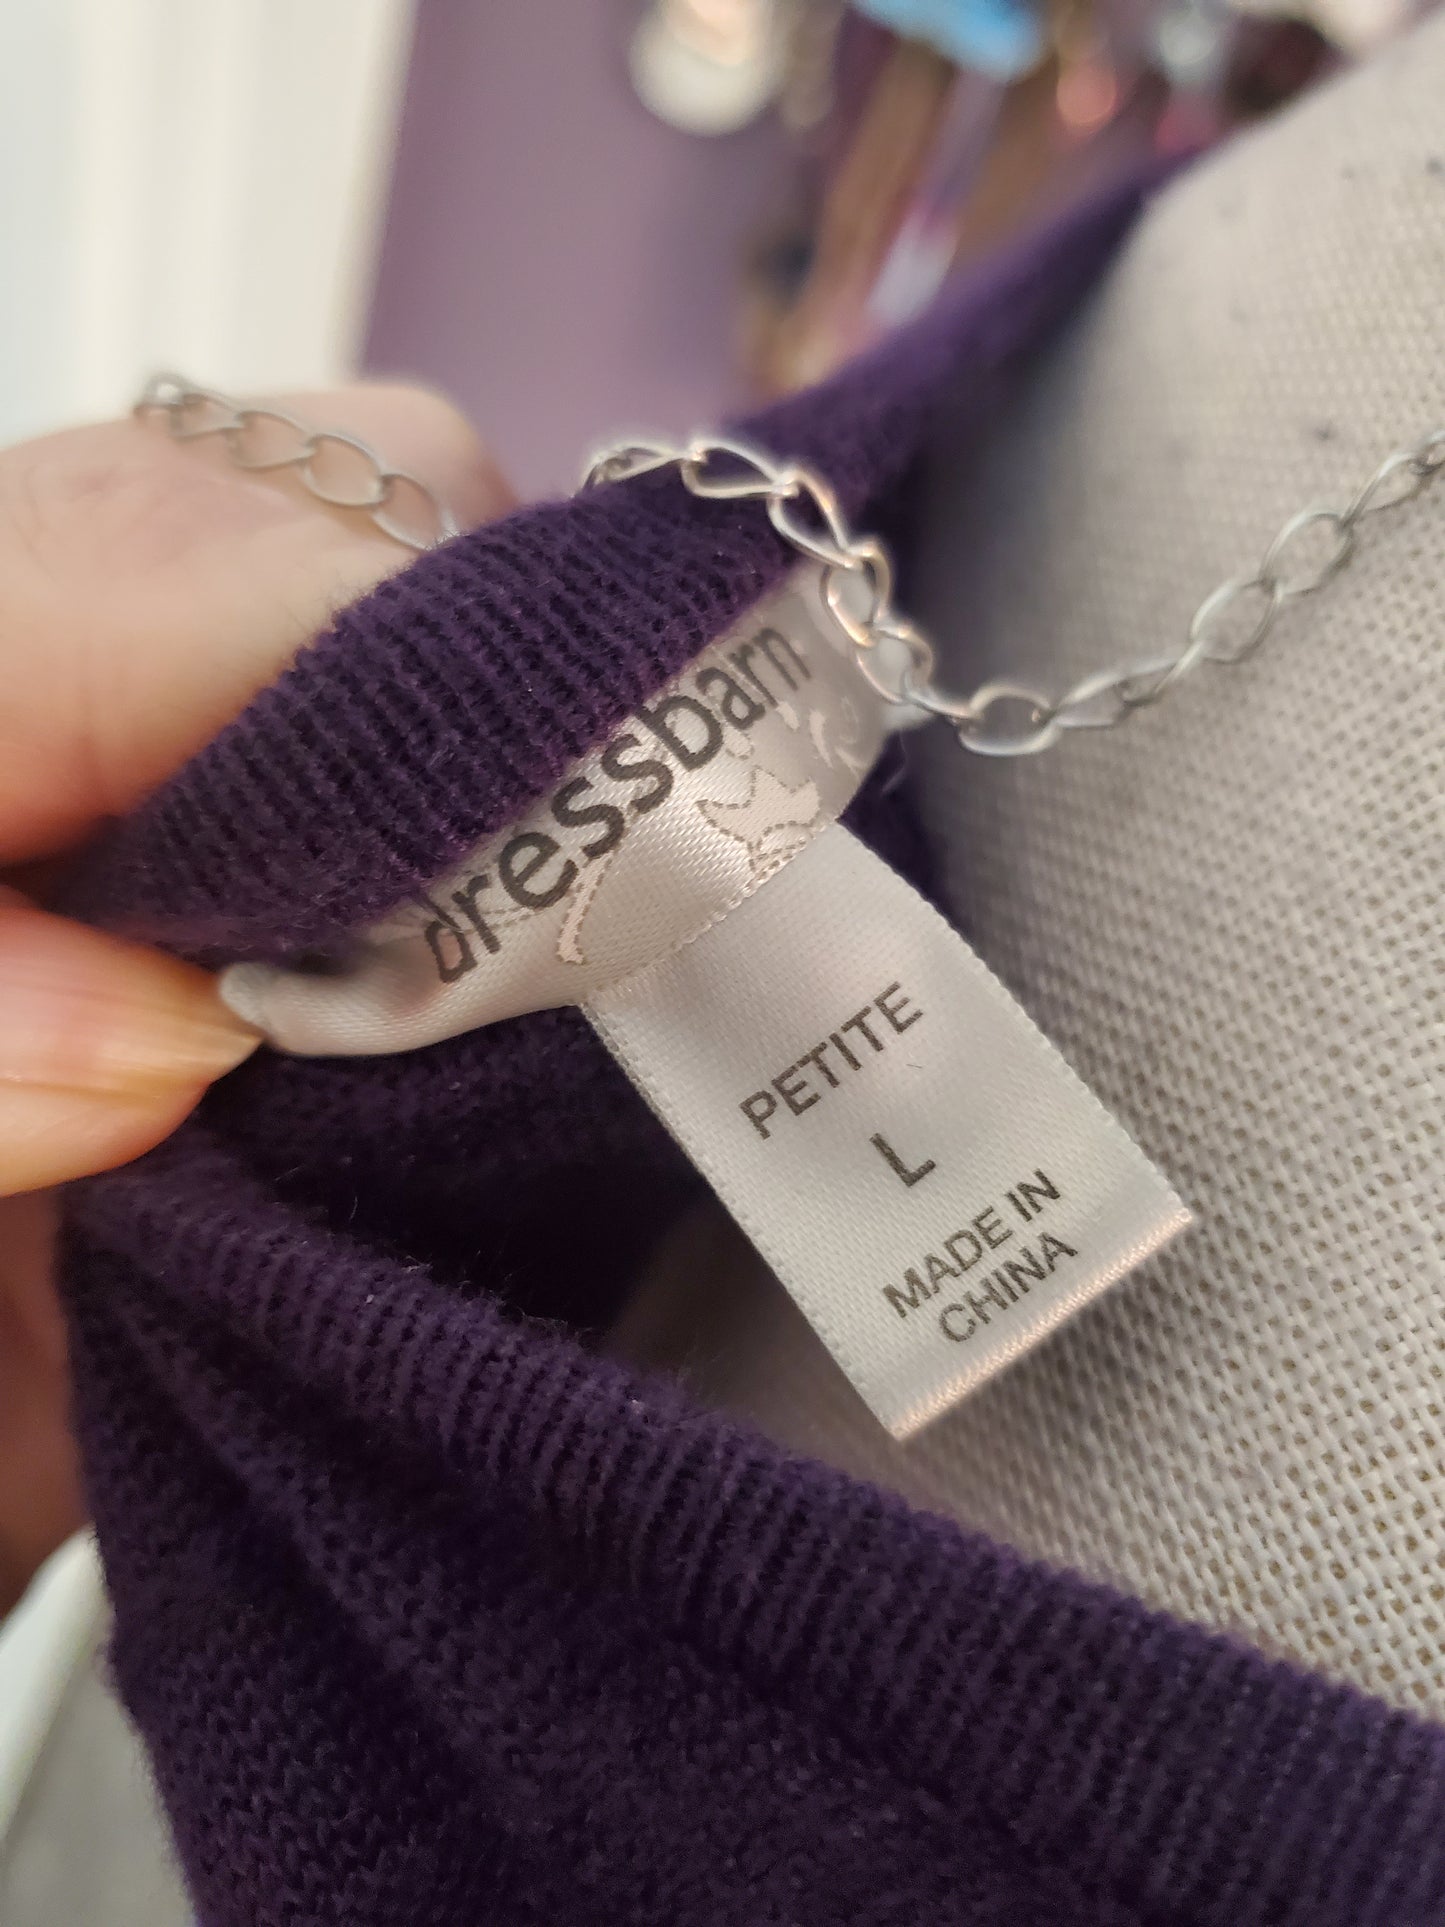 dressbarn
PETITE
L
MADE IN
CHINA